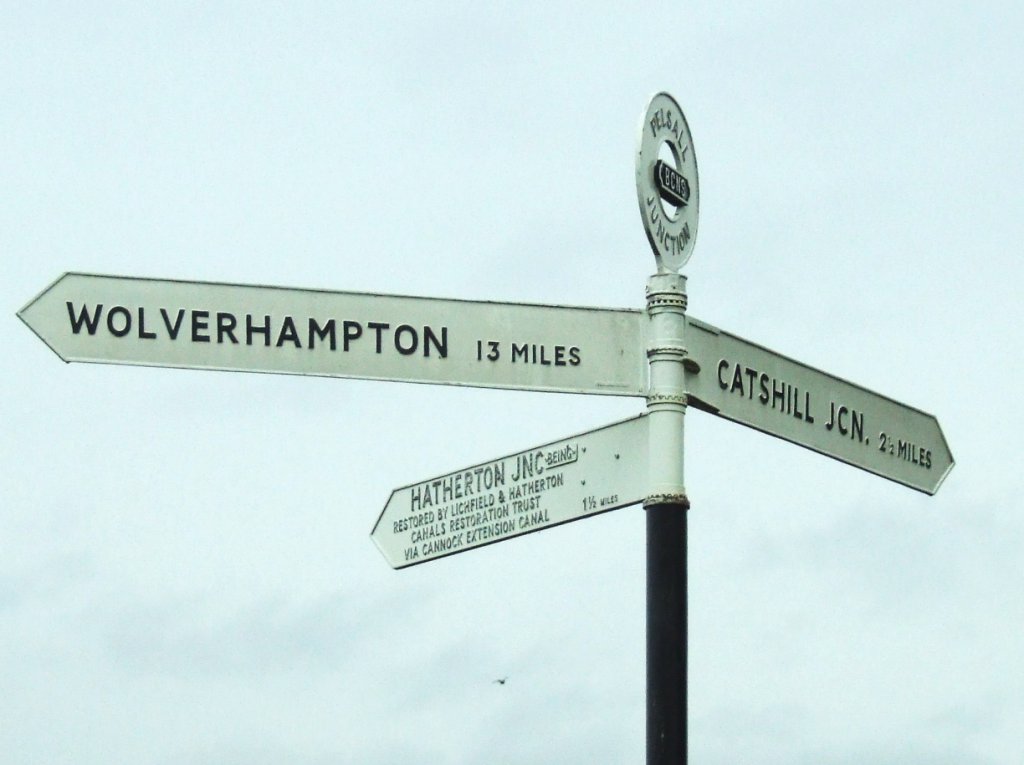 PELSALL
BCNS
JUNCTION
WOLVERHAMPTON 13 MILES
CATSHILL JCN. 2½ MILES
HATHERTON JNC BEING
RESTORED BY LICHFIELD & HATHERTON
CANALS RESTORATION TRUST
VIA CANNOCK EXTENSION CANAL
1½ MILES